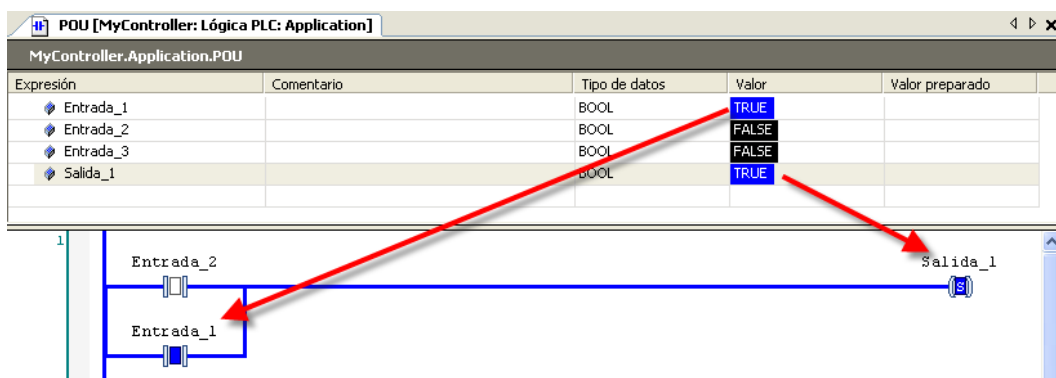 POU [MyController: Lógica PLC: Application]
MyController.Application.POU
Expresión Comentario Tipo de datos Valor Valor preparado
Entrada_1 BOOL TRUE
Entrada_2 BOOL FALSE
Entrada_3 BOOL FALSE
Salida_1 BOOL TRUE
1
Entrada_2 Salida_1
S
Entrada_1